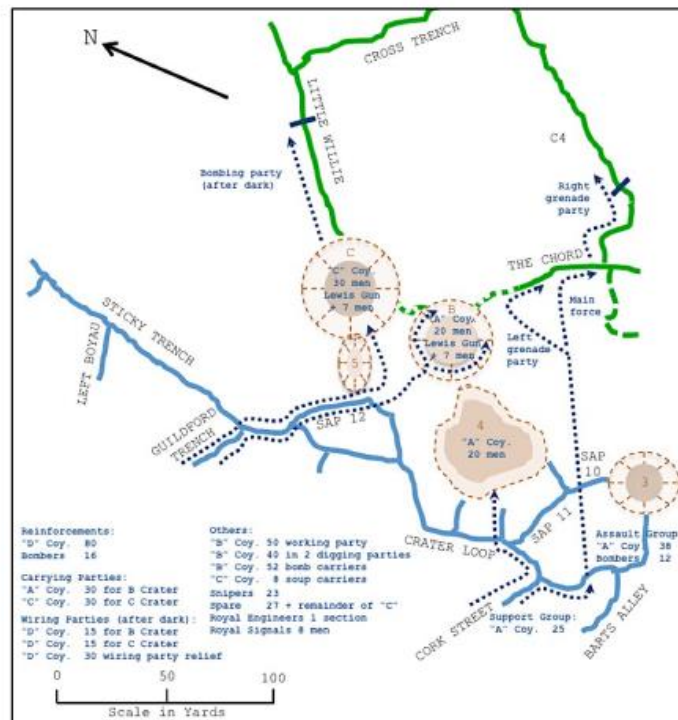 N
CROSS TRENCH
LITTLE WILLIE
C4
Bombing party
(after dark)
Right
grenade
party
THE CHORD
C
"C" Coy.
30 men
Lewis Gun
+ 7 men
B
"A" Coy.
20 men
Lewis Gun
+ 7 men
Main
force
Left
grenade
party
STICKY TRENCH
LEFT BOYAU
5
SAP 12
GUILDFORD
TRENCH
4
"A" Coy.
20 men
SAP
10
3
SAP 11
CRATER LOOP
Assault Group:
"A" Coy. 38
Bombers 12
CORK STREET
Support Group:
"A" Coy. 25
BARTS ALLEY
Reinforcements:
"D" Coy. 80
Bombers 16
Carrying Parties:
"A" Coy. 30 for B Crater
"C" Coy. 30 for C Crater
Wiring Parties (after dark):
"D" Coy. 15 for B Crater
"D" Coy. 15 for C Crater
"D" Coy. 30 wiring party relief
Others:
"B" Coy. 50 working party
"B" Coy. 40 in 2 digging parties
"B" Coy. 52 bomb carriers
"C" Coy. 8 soup carriers
Snipers 23
Spare 27 + remainder of "C"
Royal Engineers 1 section
Royal Signals 8 men
0 50 100
Scale in Yards